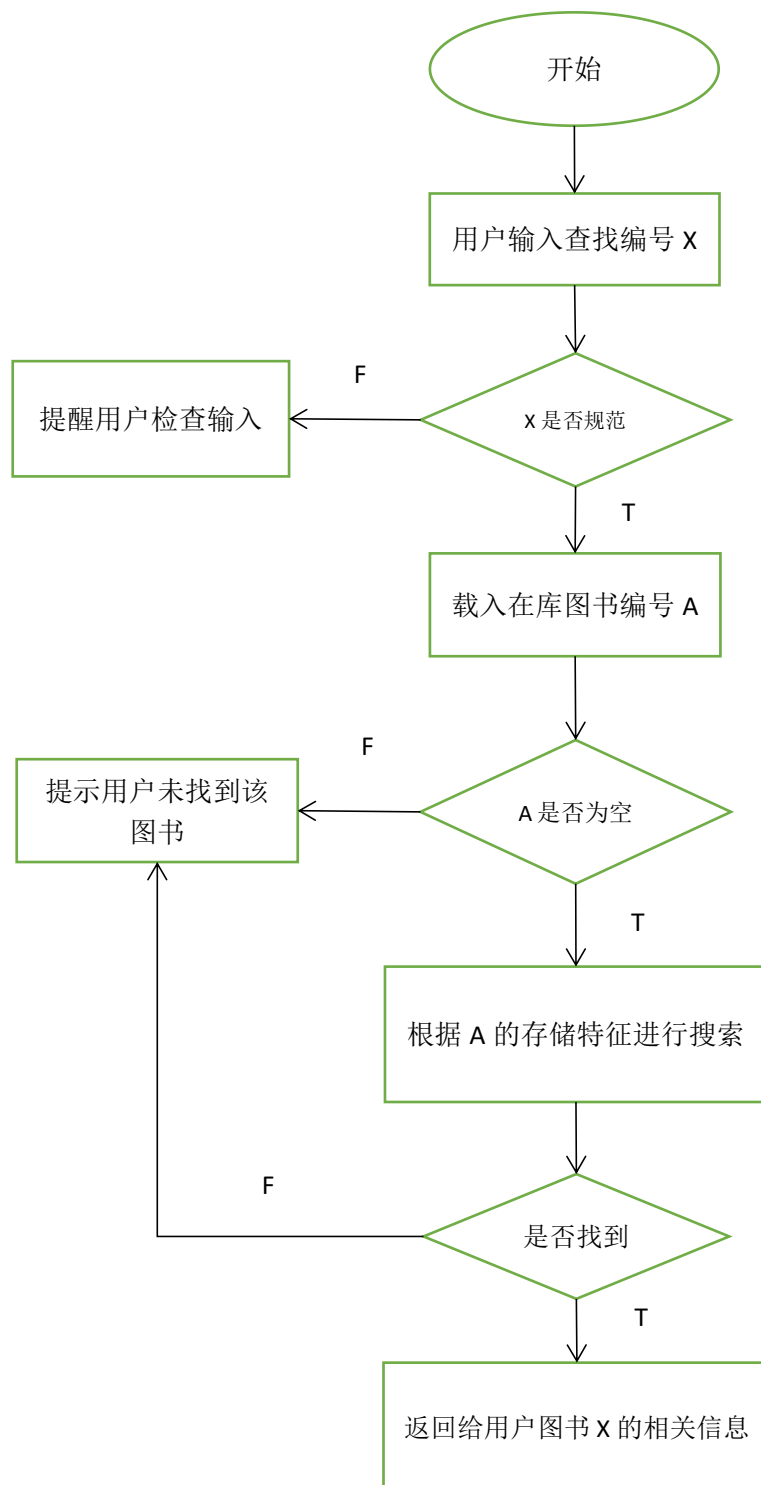 开始
用户输入查找编号 X
F
提醒用户检查输入
X 是否规范
T
载入在库图书编号 A
F
提示用户未找到该
图书
A 是否为空
T
根据 A 的存储特征进行搜索
F
是否找到
T
返回给用户图书 X 的相关信息